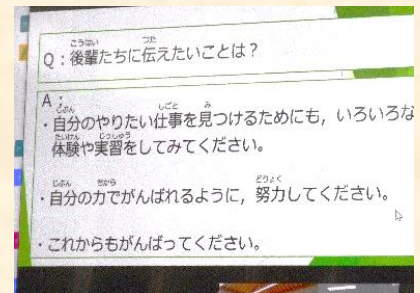 Q：後輩たちに伝えたいことは？
A：
・自分のやりたい仕事を見つけるためにも，いろいろな
体験や実習をしてみてください。
・自分の力でがんばれるように，努力してください。
・これからもがんばってください。